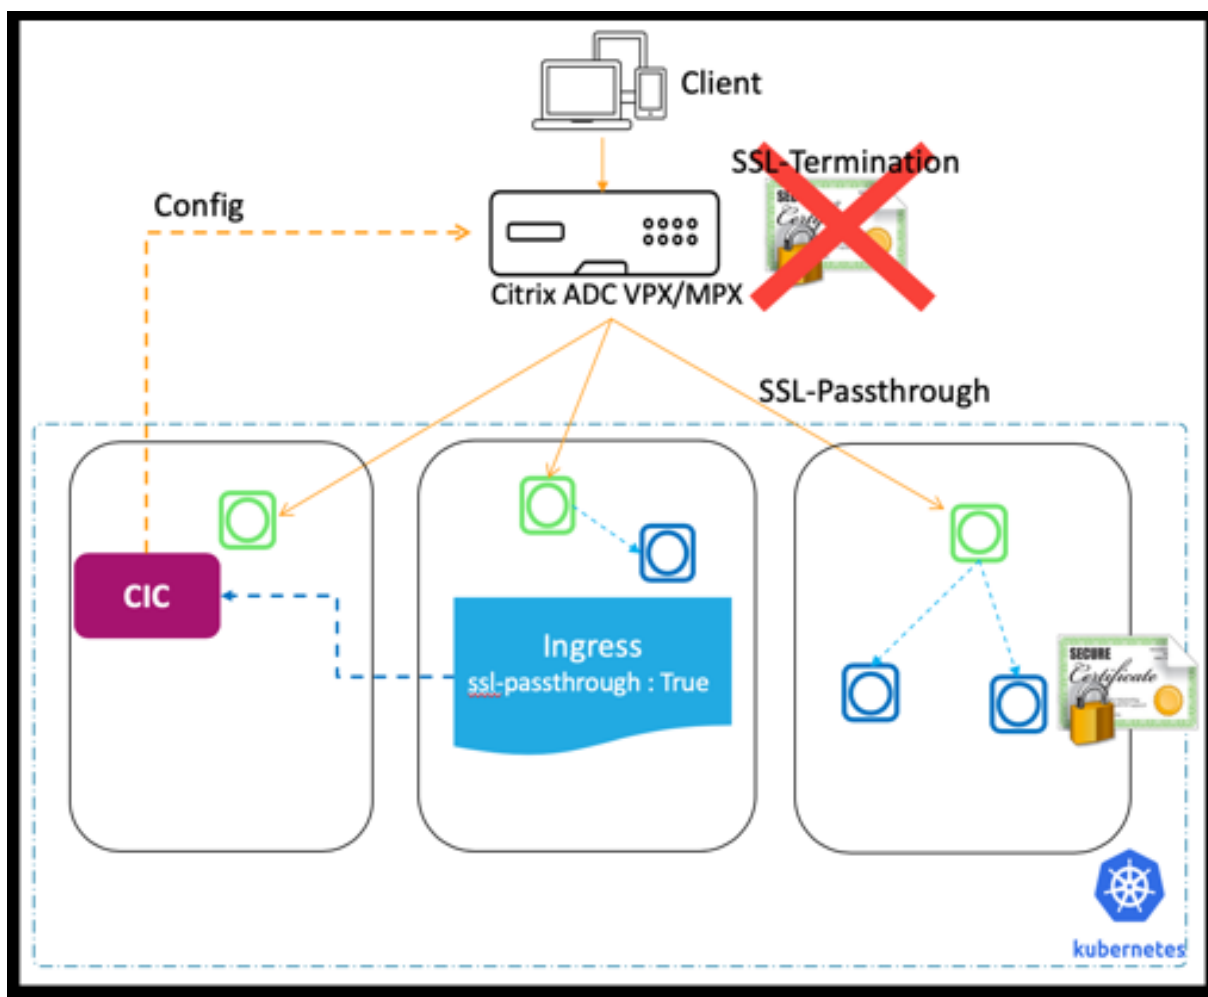 Client
SSL-Termination
Config
Citrix ADC VPX/MPX
SSL-Passthrough
CIC
Ingress
ssl-passthrough : True
SECURE
Certificate
kubernetes